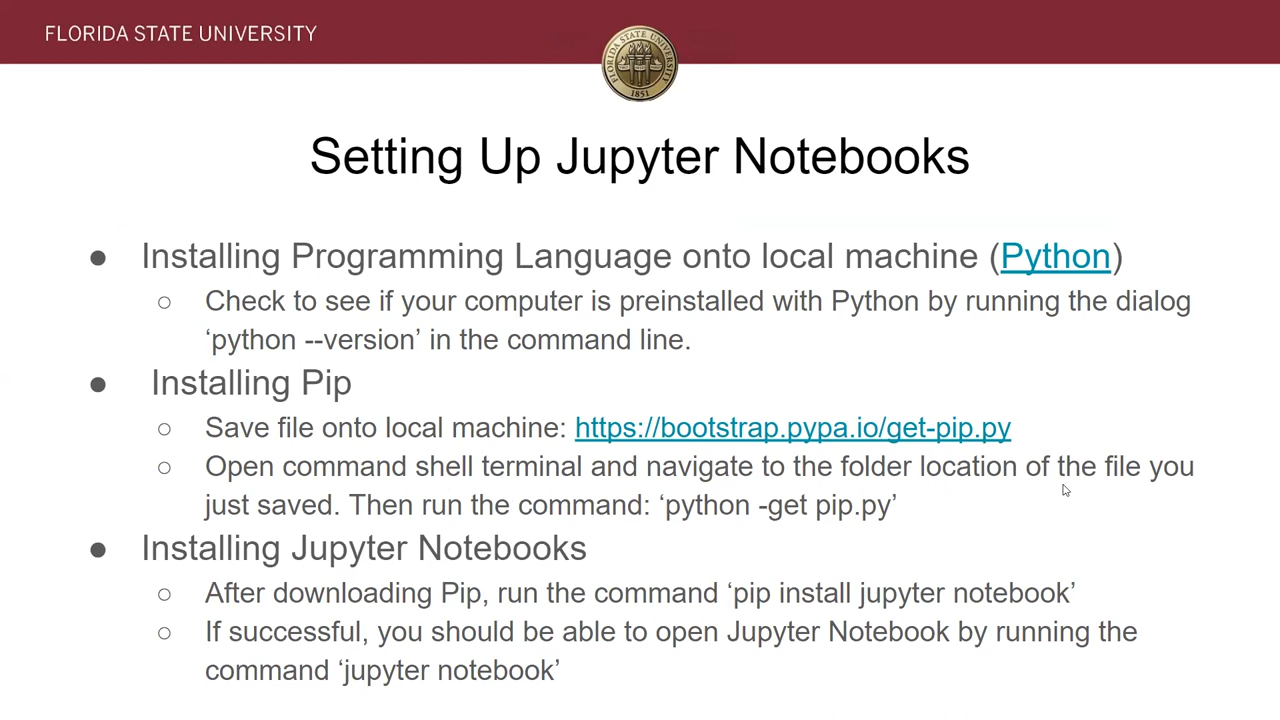 FLORIDA STATE UNIVERSITY
FLORIDA STATE UNIVERSITY
1851
Setting Up Jupyter Notebooks
● Installing Programming Language onto local machine (Python)
○ Check to see if your computer is preinstalled with Python by running the dialog
‘python --version’ in the command line.
● Installing Pip
○ Save file onto local machine: https://bootstrap.pypa.io/get-pip.py
○ Open command shell terminal and navigate to the folder location of the file you
just saved. Then run the command: ‘python -get pip.py’
● Installing Jupyter Notebooks
○ After downloading Pip, run the command ‘pip install jupyter notebook’
○ If successful, you should be able to open Jupyter Notebook by running the
command ‘jupyter notebook’